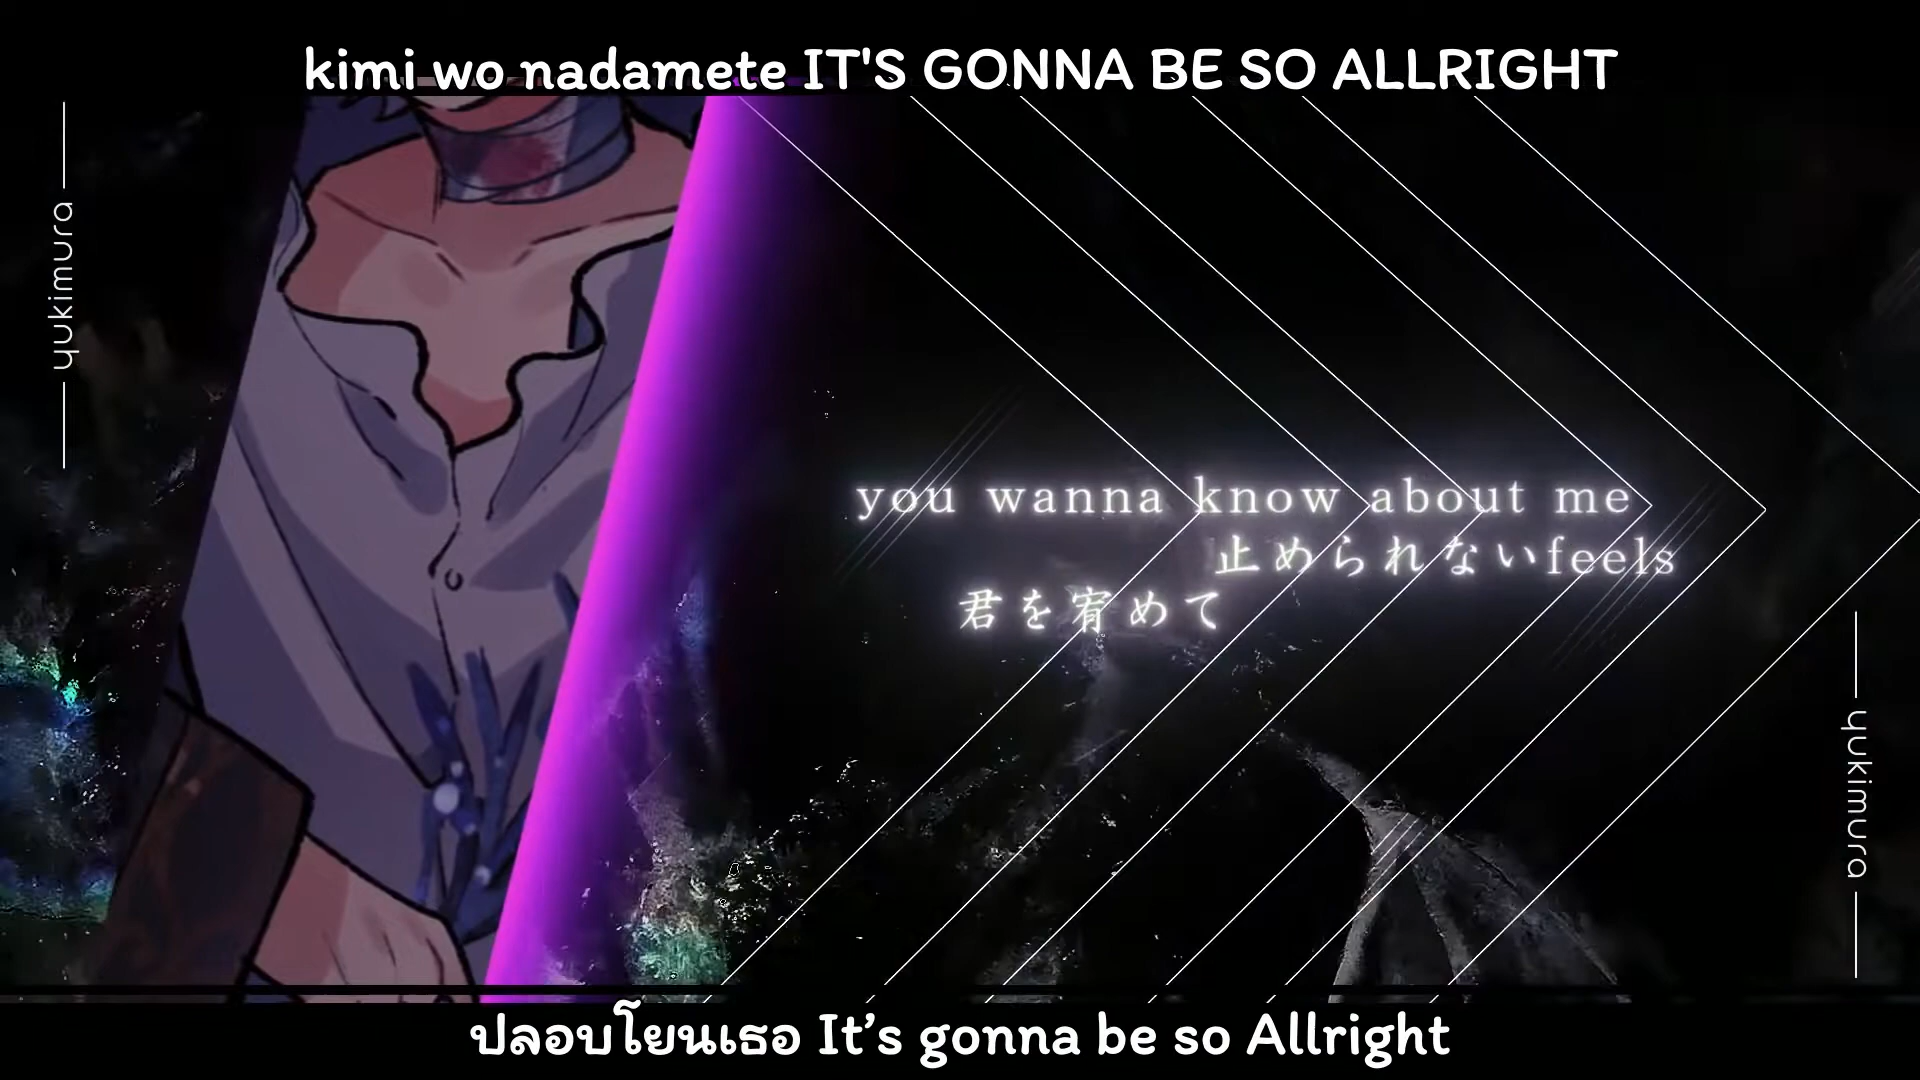 kimi wo nadamete IT'S GONNA BE SO ALLRIGHT
yukimura
you wanna know about me
止められないfeels
君を宥めて
yukimura
ปลอบโยนเธอ It’s gonna be so Allright